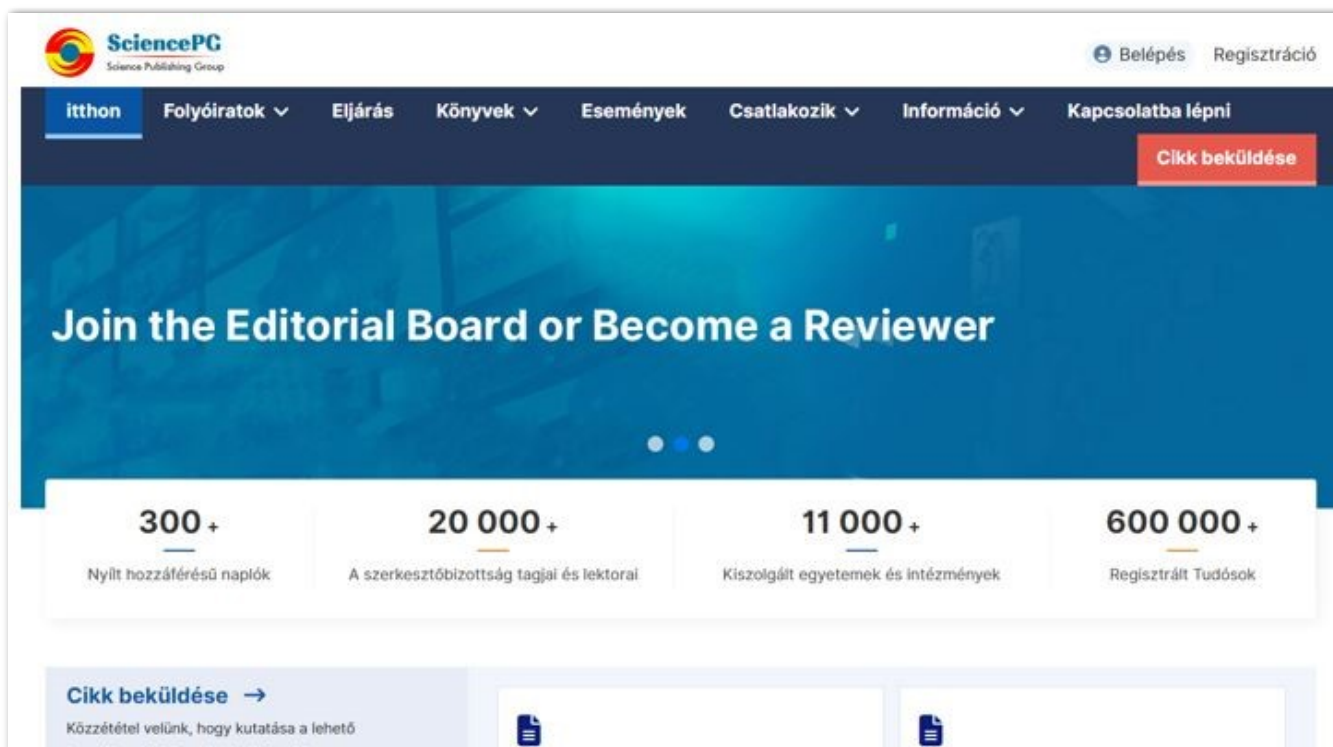 SciencePG
Science Publishing Group
Belépés Regisztráció
itthon Folyóiratok Eljárás Könyvek Események Csatlakozik Információ Kapcsolatba lépni
Cikk beküldése
Join the Editorial Board or Become a Reviewer
300 + 20 000 + 11 000 + 600 000 +
Nyílt hozzáférésű naplók A szerkesztőbizottság tagjai és lektorai Kiszolgált egyetemek és intézmények Regisztrált Tudósok
Cikk beküldése →
Közzététel velünk, hogy kutatása a lehető